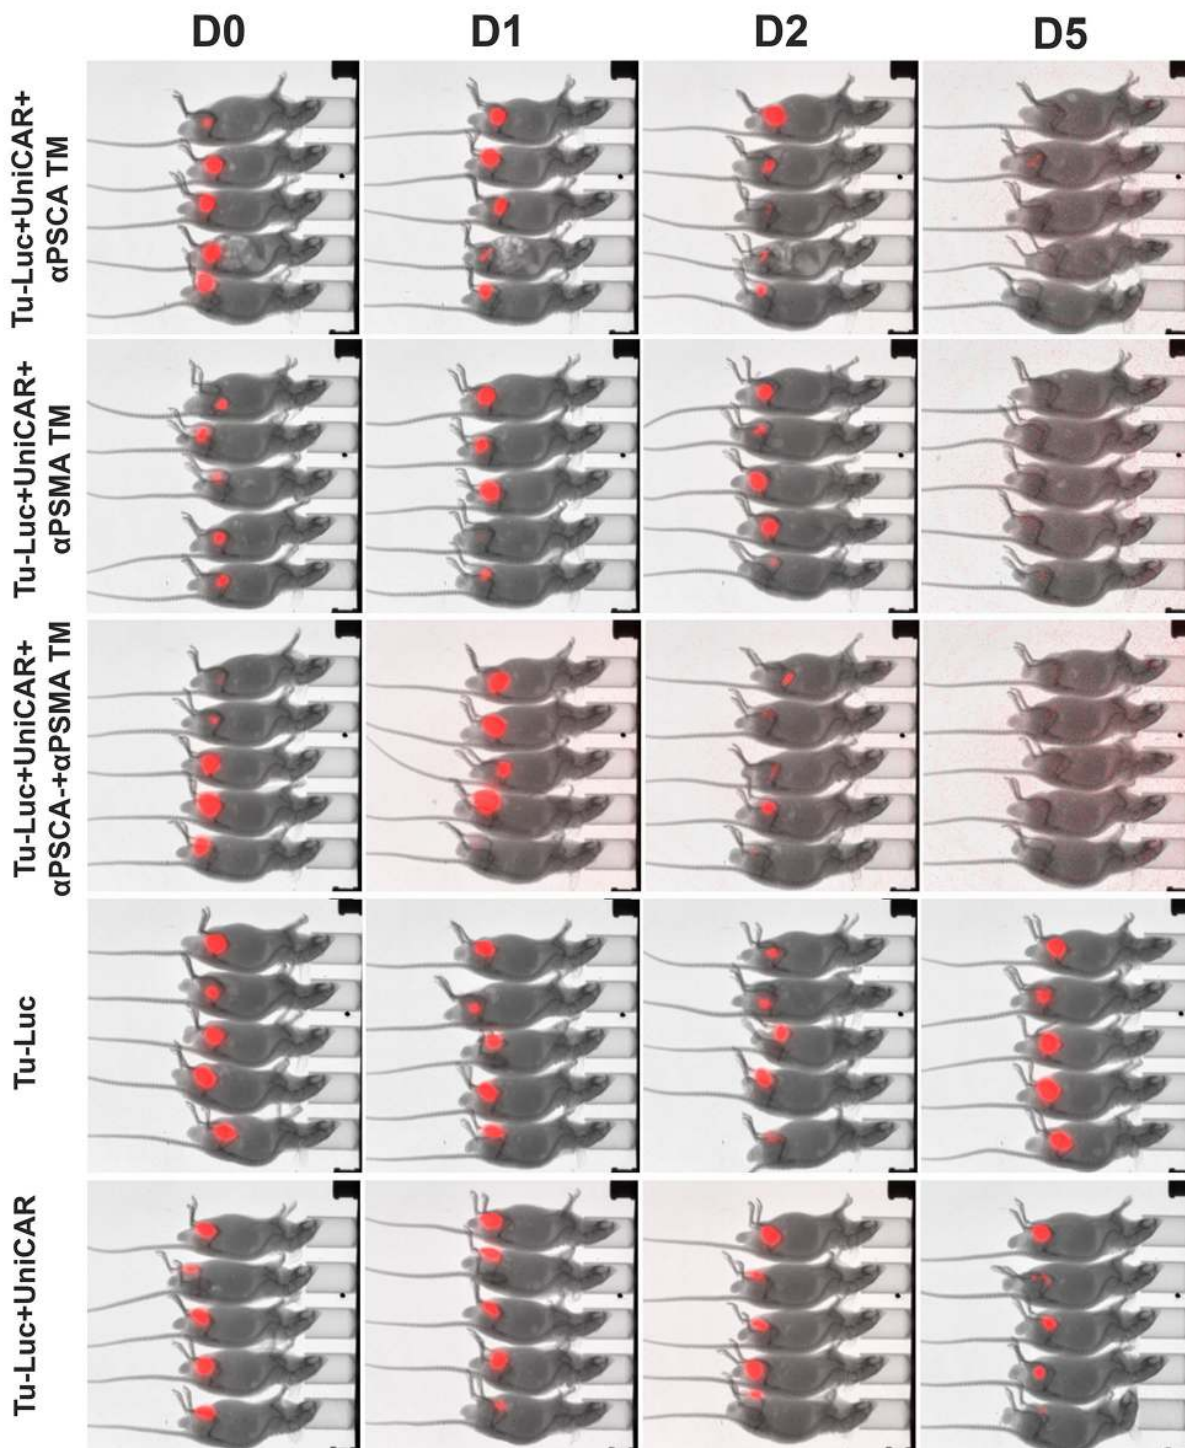 D0 D1 D2 D5
Tu-Luc+UniCAR+
αPSCA TM
Tu-Luc+UniCAR+
αPSMA TM
Tu-Luc+UniCAR+
αPSCA-+αPSMA TM
Tu-Luc
Tu-Luc+UniCAR